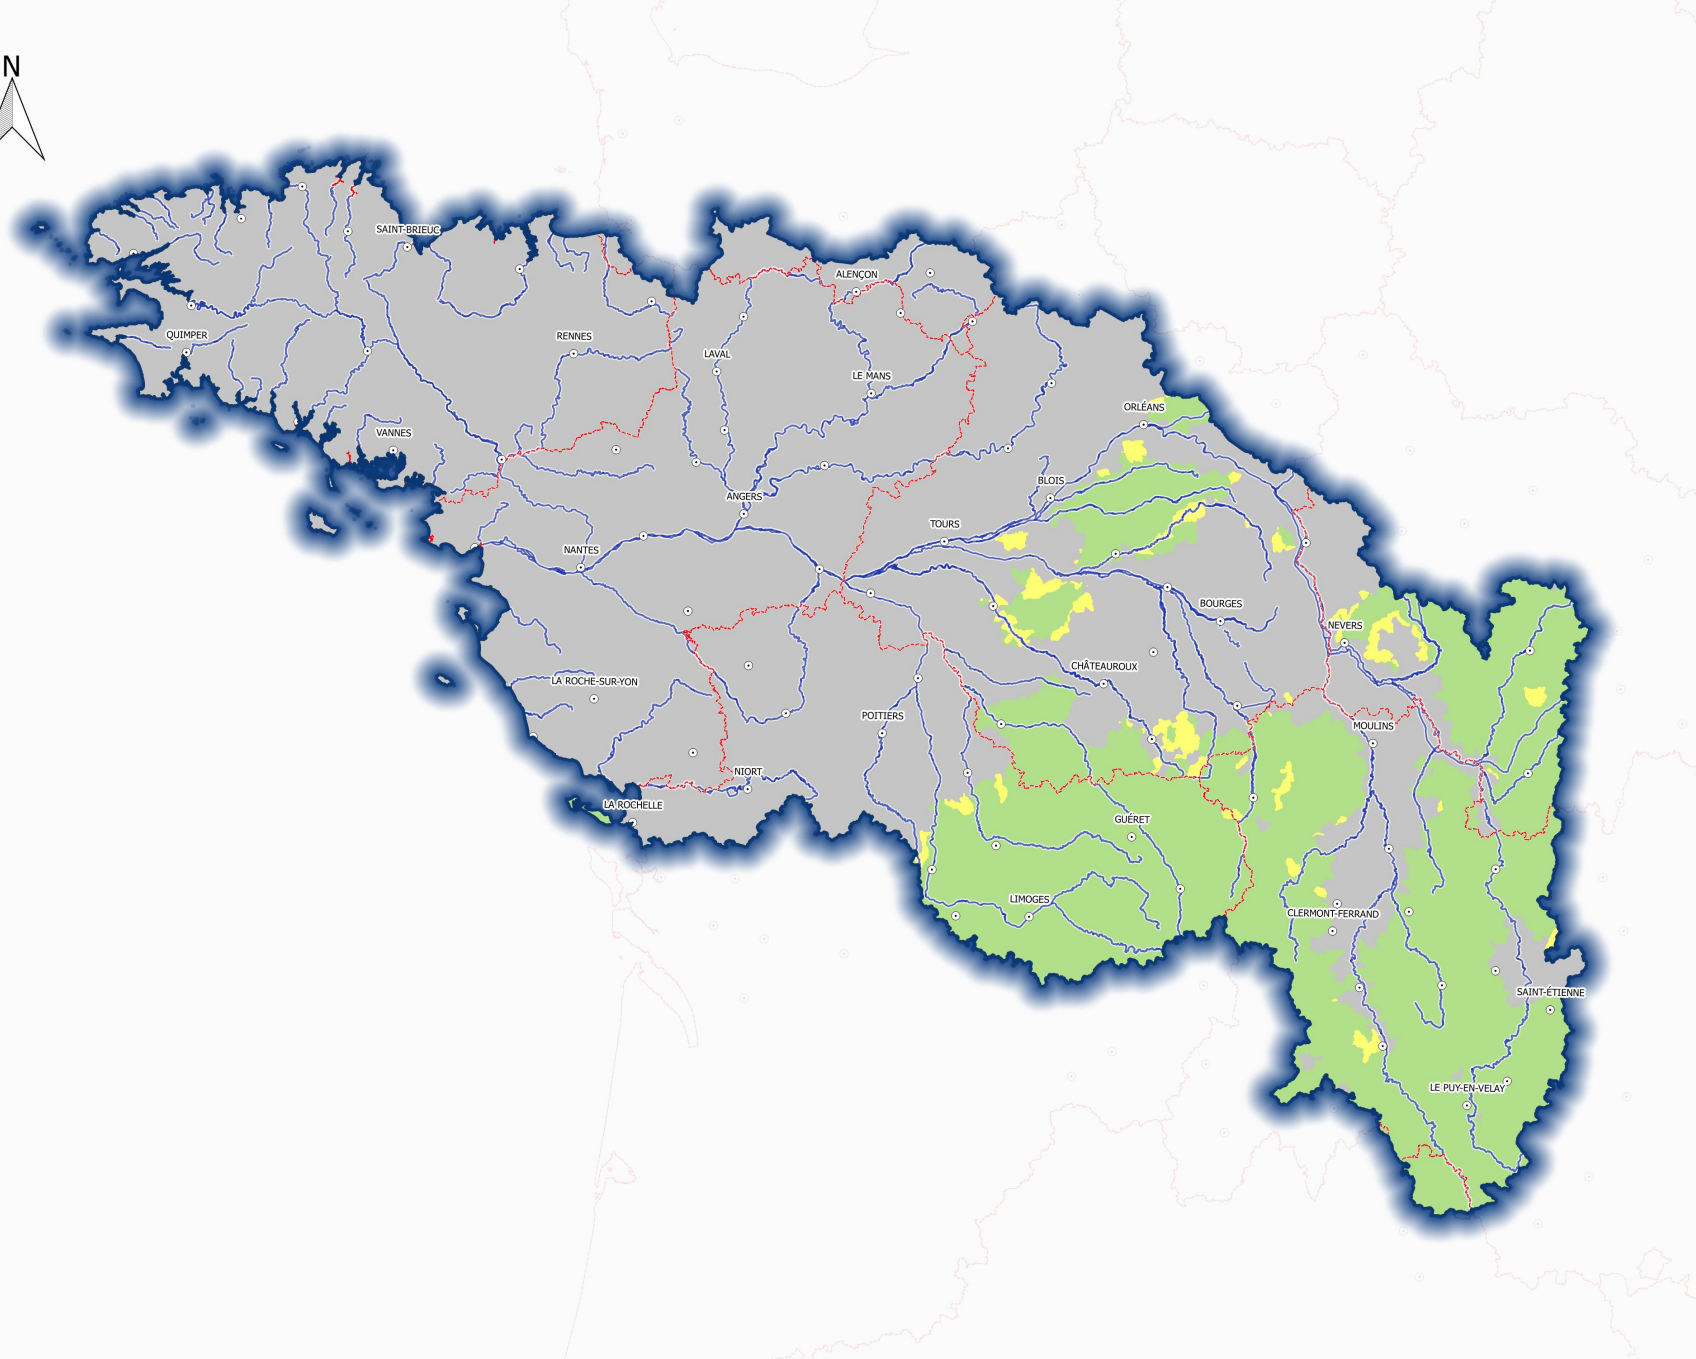 N
SAINT-BRIEUC
ALENÇON
QUIMPER
RENNES
LAVAL
LE MANS
ORLÉANS
VANNES
BLOIS
ANGERS
TOURS
NANTES
BOURGES
NEVERS
CHÂTEAUROUX
LA ROCHE-SUR-YON
POITIERS
MOULINS
NIORT
LA ROCHELLE
GUÉRET
LIMOGES
CLERMONT-FERRAND
SAINT-ÉTIENNE
LE PUY-EN-VELAY